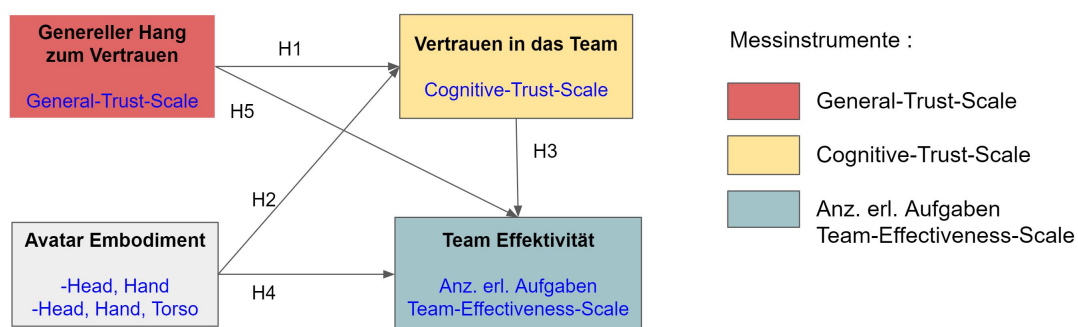 Genereller Hang
zum Vertrauen
General-Trust-Scale
H1
Vertrauen in das Team
Cognitive-Trust-Scale
H5
H3
H2
Avatar Embodiment
-Head, Hand
-Head, Hand, Torso
H4
Team Effektivität
Anz. erl. Aufgaben
Team-Effectiveness-Scale
Messinstrumente :
General-Trust-Scale
Cognitive-Trust-Scale
Anz. erl. Aufgaben
Team-Effectiveness-Scale